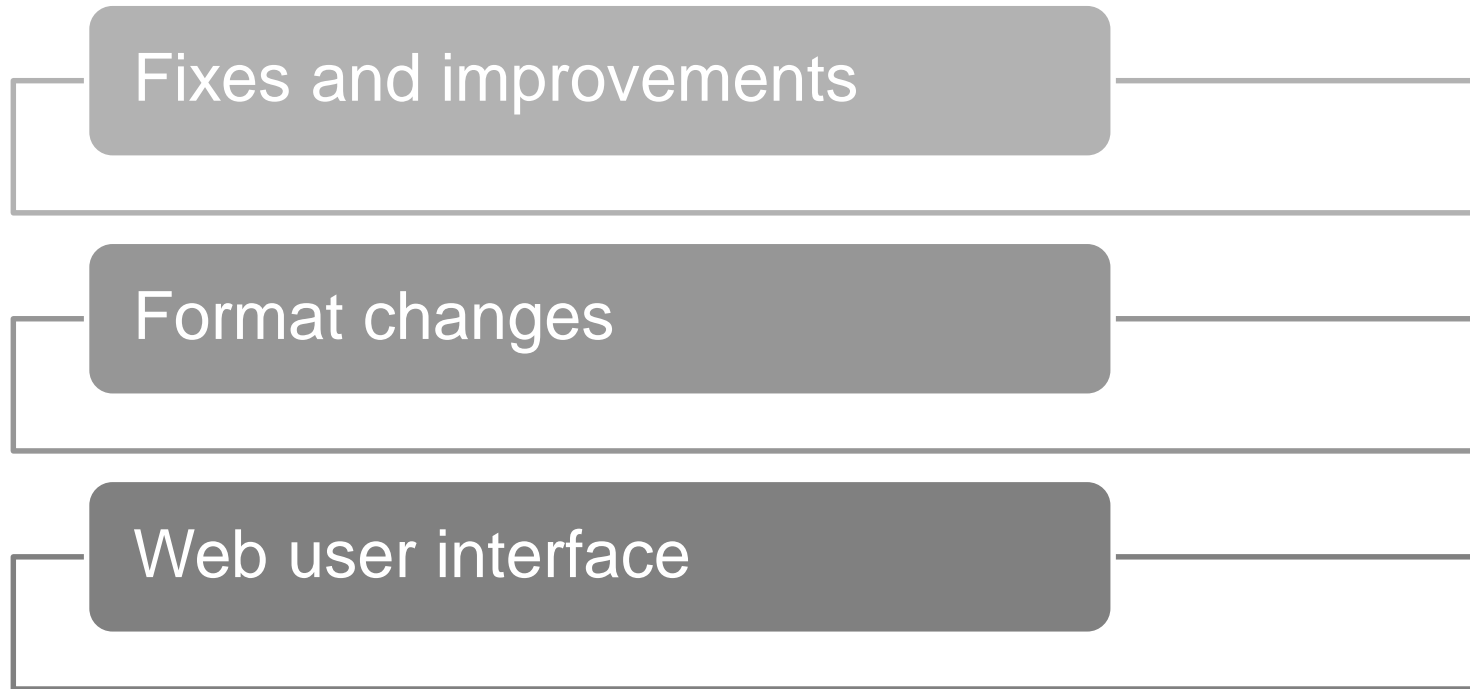 Fixes and improvements
Format changes
Web user interface